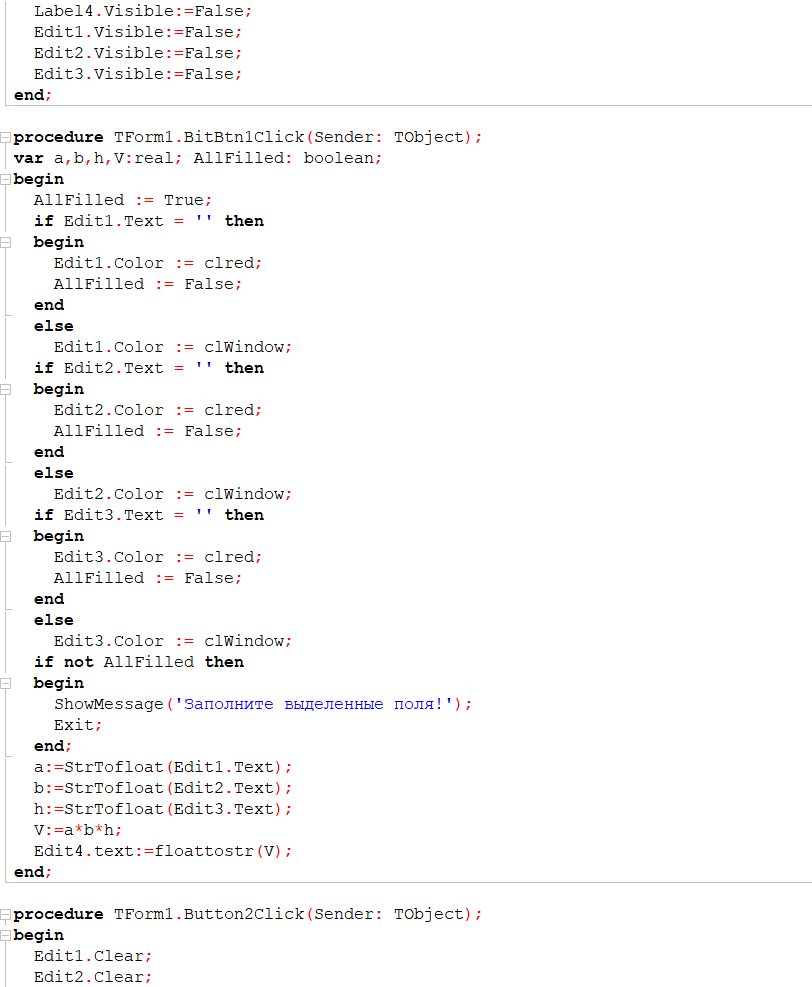 Label4.Visible:=False;
Edit1.Visible:=False;
Edit2.Visible:=False;
Edit3.Visible:=False;
end;
procedure TForm1.BitBtn1Click(Sender: TObject);
var a,b,h,V:real; AllFilled: boolean;
begin
AllFilled := True;
if Edit1.Text = '' then
begin
Edit1.Color := clred;
AllFilled := False;
end
else
Edit1.Color := clWindow;
if Edit2.Text = '' then
begin
Edit2.Color := clred;
AllFilled := False;
end
else
Edit2.Color := clWindow;
if Edit3.Text = '' then
begin
Edit3.Color := clred;
AllFilled := False;
end
else
Edit3.Color := clWindow;
if not AllFilled then
begin
ShowMessage('Заполните выделенные поля!');
Exit;
end;
a:=StrTofloat(Edit1.Text);
b:=StrTofloat(Edit2.Text);
h:=StrTofloat(Edit3.Text);
V:=a*b*h;
Edit4.text:=floattostr(V);
end;
procedure TForm1.Button2Click(Sender: TObject);
begin
Edit1.Clear;
Edit2.Clear;